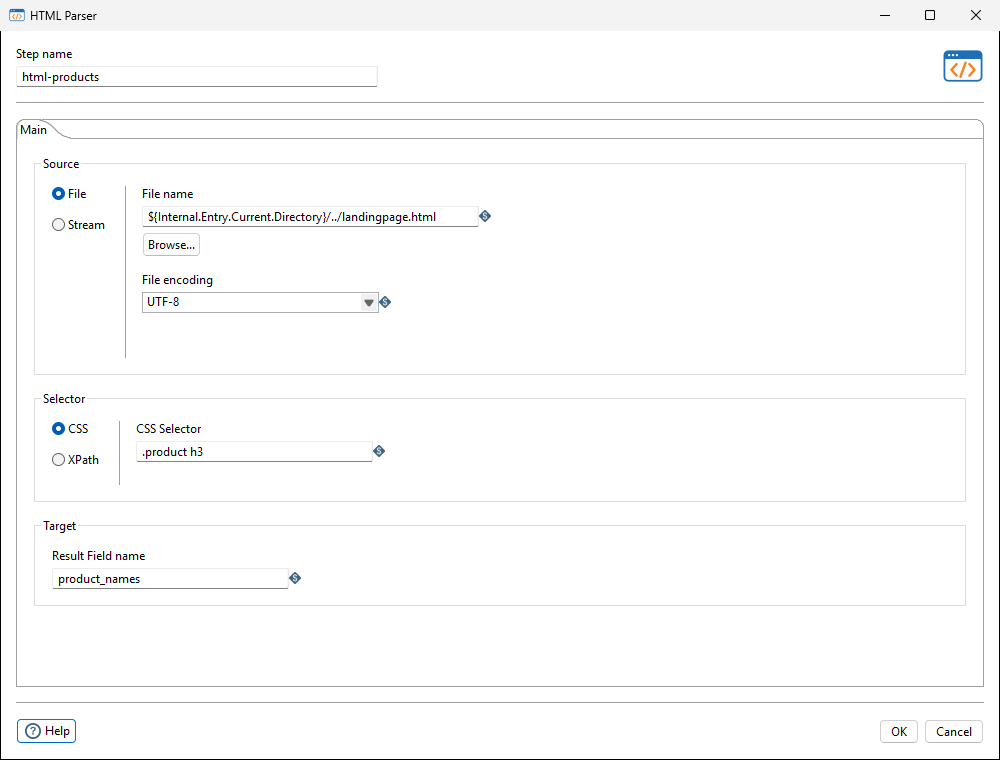 HTML Parser
Step name
html-products
Main
Source
File
Stream
File name
${Internal.Entry.Current.Directory}/../landingpage.html
Browse...
File encoding
UTF-8
Selector
CSS
XPath
CSS Selector
.product h3
Target
Result Field name
product_names
Help
OK
Cancel